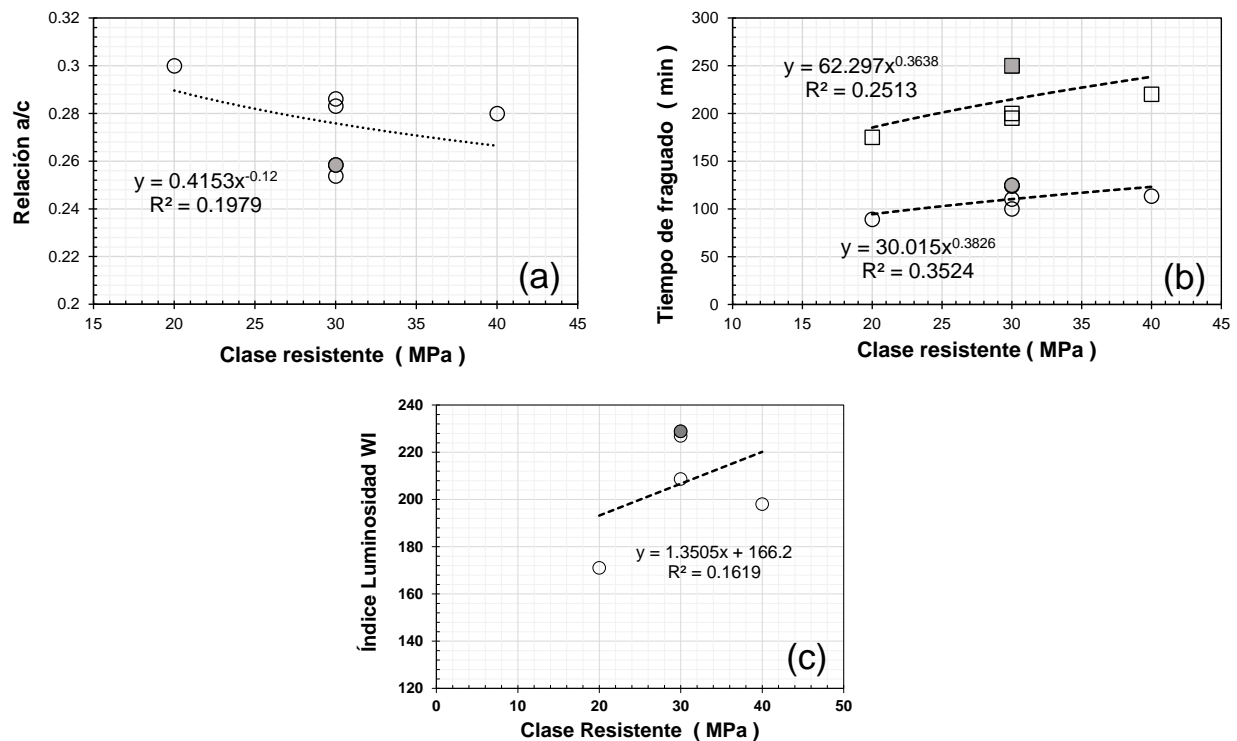 0.32
0.3
0.28
0.26
0.24
0.22
0.2
Relación a/c
y = 0.4153x^-0.12
R² = 0.1979
(a)
15 20 25 30 35 40 45
Clase resistente ( MPa )
300
250
200
150
100
50
0
Tiempo de fraguado ( min )
y = 62.297x^0.3638
R² = 0.2513
y = 30.015x^0.3826
R² = 0.3524
(b)
10 15 20 25 30 35 40 45
Clase resistente ( MPa )
240
220
200
180
160
140
120
Índice Luminosidad WI
y = 1.3505x + 166.2
R² = 0.1619
(c)
0 10 20 30 40 50
Clase Resistente ( MPa )